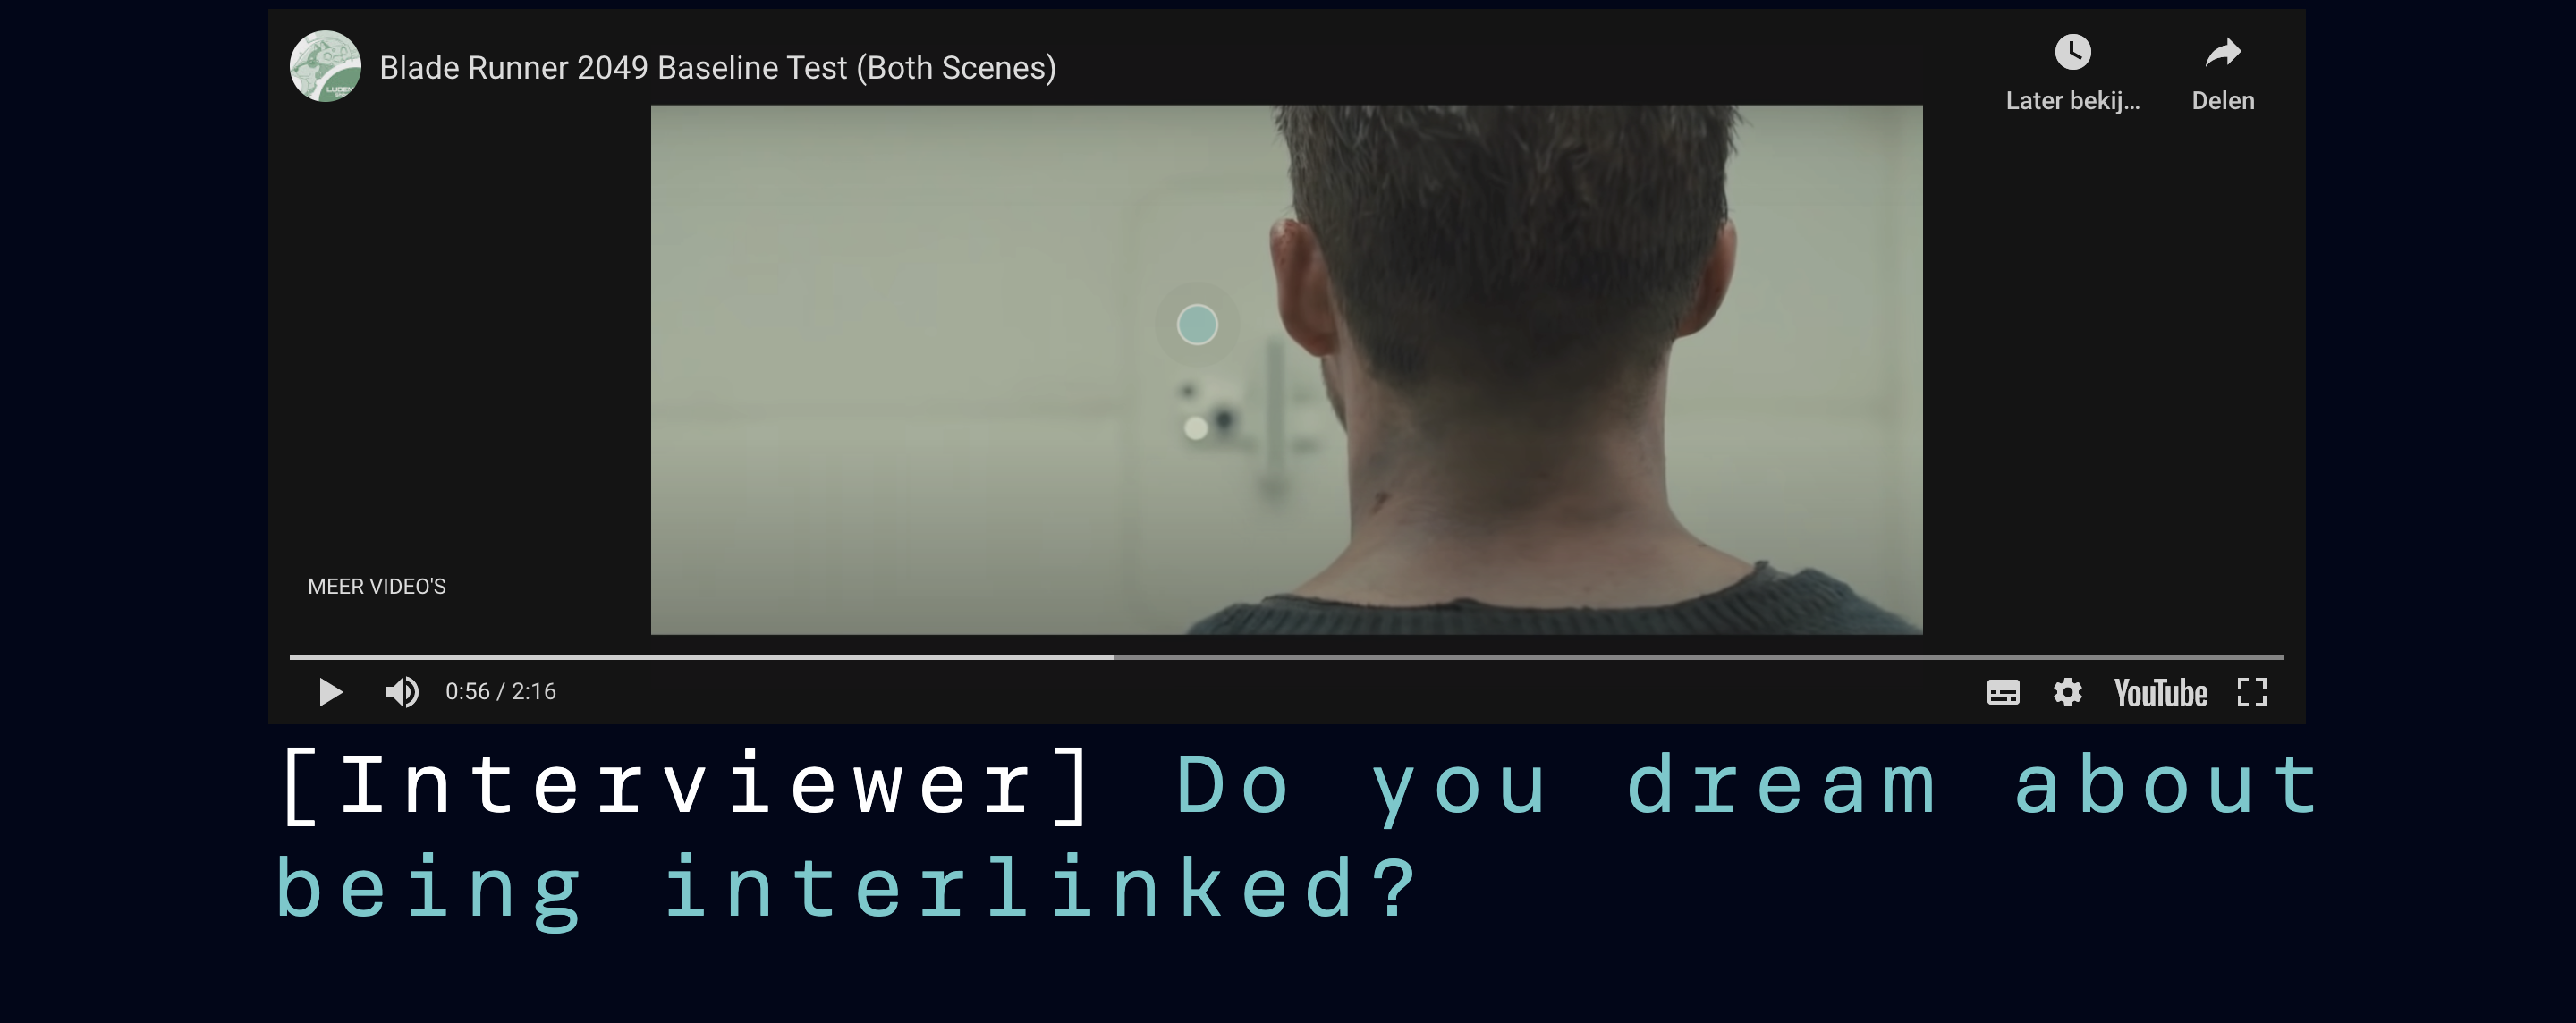 Blade Runner 2049 Baseline Test (Both Scenes)
Later bekij...
Delen
MEER VIDEO'S
0:56 / 2:16
YouTube
[Interviewer] Do you dream about
being interlinked?